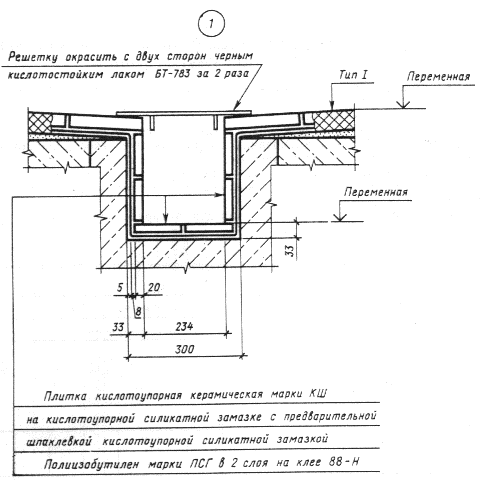 1
Решетку окрасить с двух сторон черным
кислотостойким лаком БТ-783 за 2 раза
Тип I
Переменная
Переменная
33
5
20
8
33
234
300
Плитка кислотоупорная керамическая марки КШ
на кислотоупорной силикатной замазке с предварительной
шпаклевкой кислотоупорной силикатной замазкой
Полиизобутилен марки ПСГ в 2 слоя на клее 88-Н